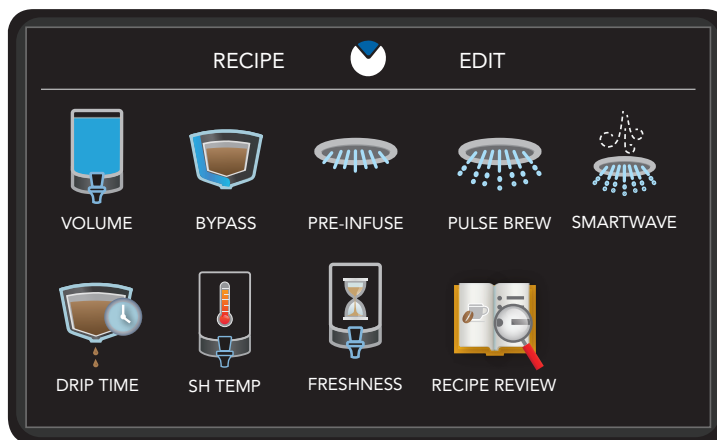 RECIPE EDIT
VOLUME BYPASS PRE-INFUSE PULSE BREW SMARTWAVE
DRIP TIME SH TEMP FRESHNESS RECIPE REVIEW